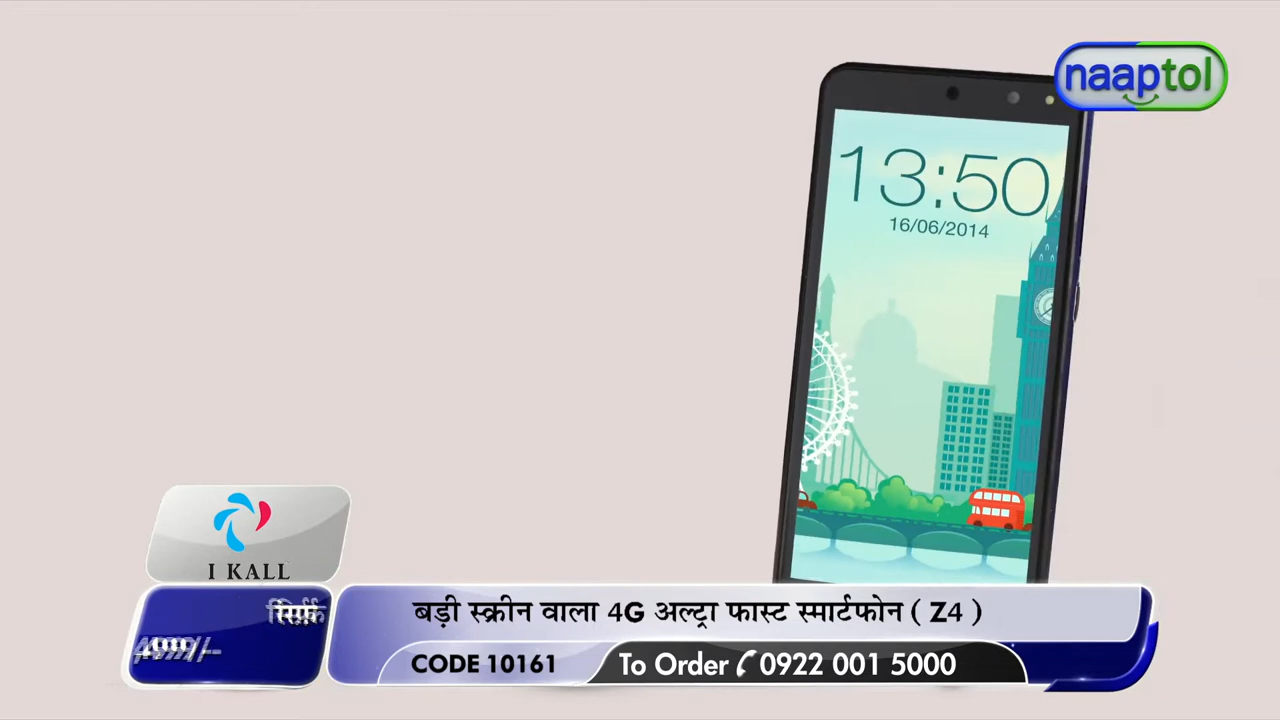 naaptol
13:50
16/06/2014
I KALL
सिर्फ़
बड़ी स्क्रीन वाला 4G अल्ट्रा फास्ट स्मार्टफोन ( Z4 )
CODE 10161
To Order 0922 001 5000